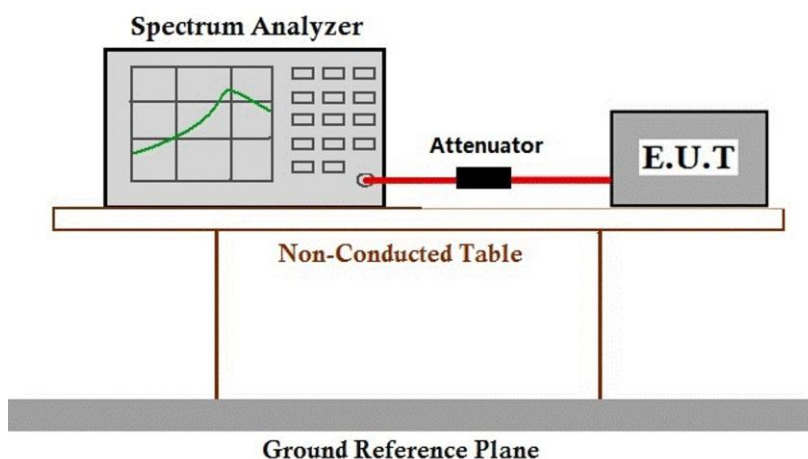 Spectrum Analyzer
Attenuator
E.U.T
Non-Conducted Table
Ground Reference Plane